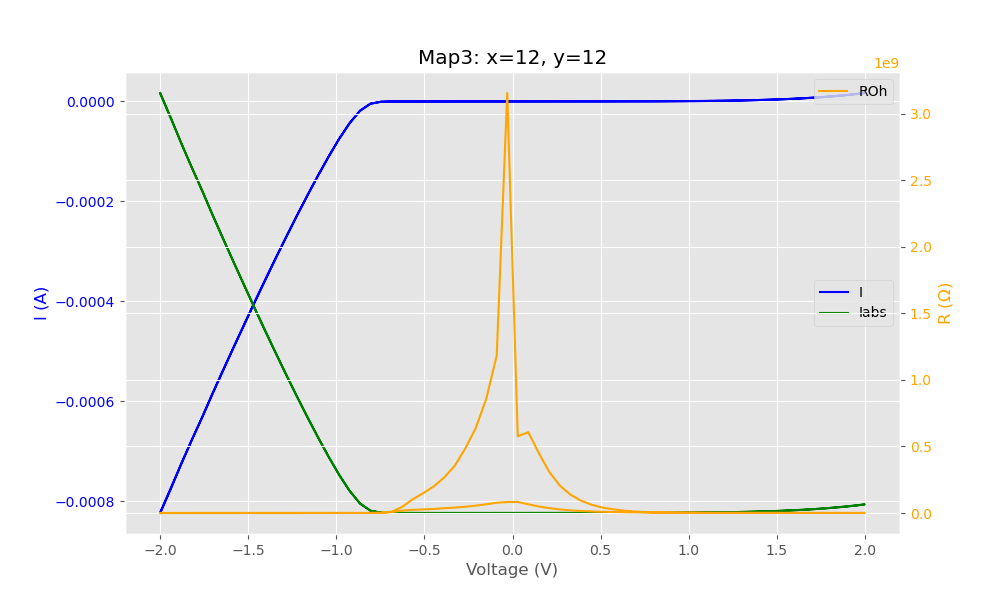 Map3: x=12, y=12
1e9
ROh
I
Iabs
I (A)
0.0000
−0.0002
−0.0004
−0.0006
−0.0008
R (Ω)
3.0
2.5
2.0
1.5
1.0
0.5
0.0
−2.0 −1.5 −1.0 −0.5 0.0 0.5 1.0 1.5 2.0
Voltage (V)